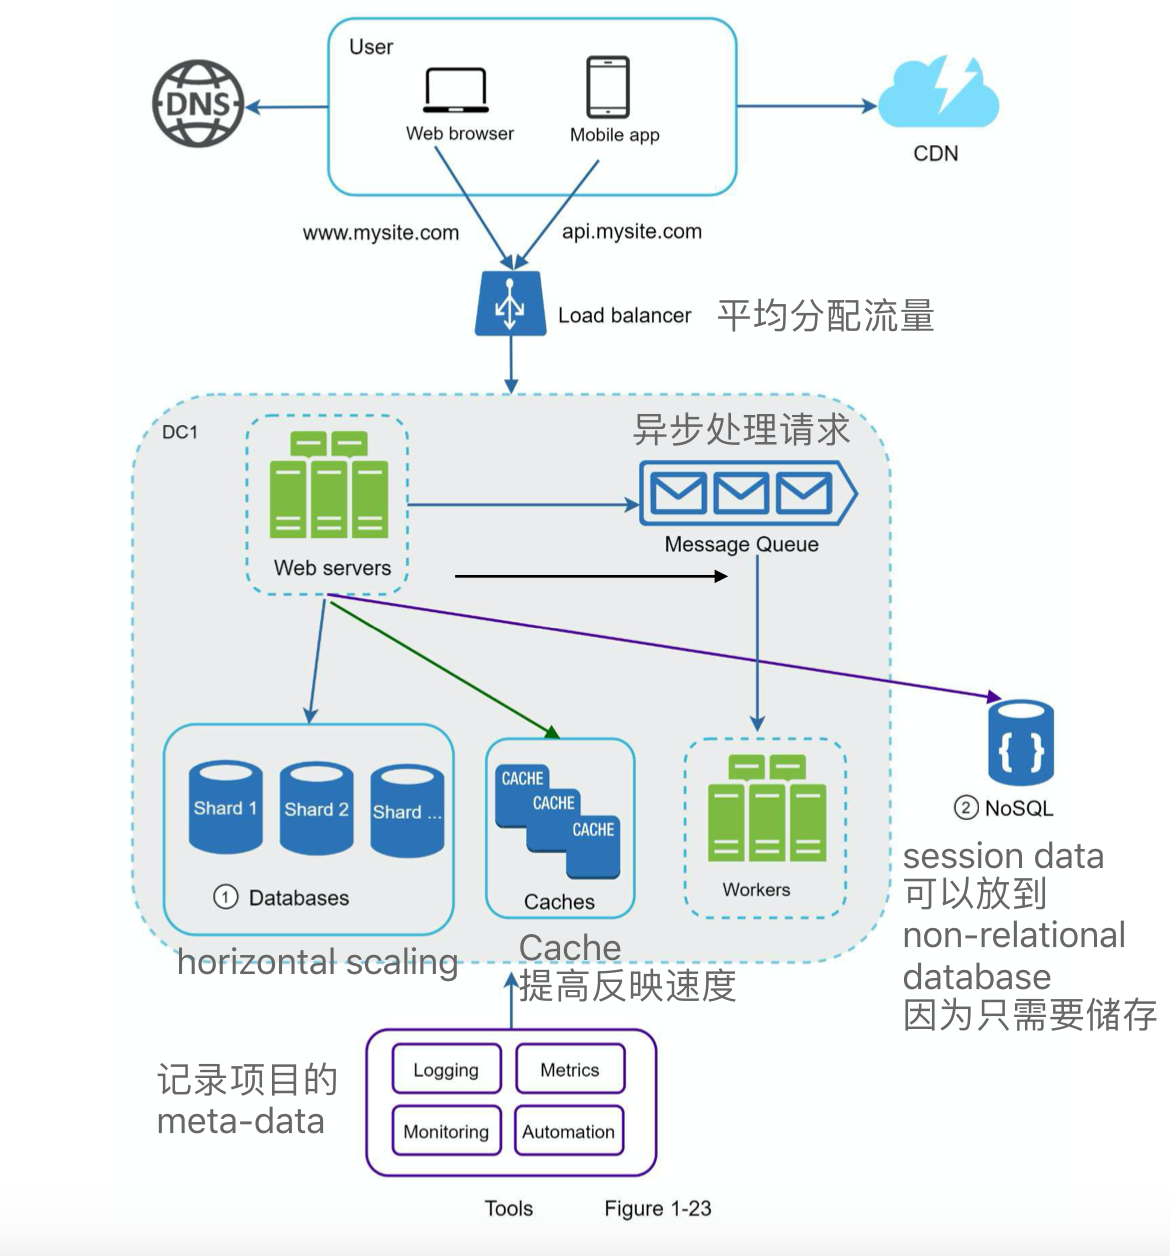 User
DNS
Web browser
Mobile app
CDN
www.mysite.com
api.mysite.com
Load balancer
平均分配流量
DC1
异步处理请求
Message Queue
Web servers
Shard 1
Shard 2
Shard ...
① Databases
CACHE
CACHE
CACHE
Caches
Workers
{ }
② NoSQL
session data
可以放到
non-relational
database
因为只需要储存
horizontal scaling
Cache
提高反映速度
记录项目的
meta-data
Logging
Metrics
Monitoring
Automation
Tools
Figure 1-23